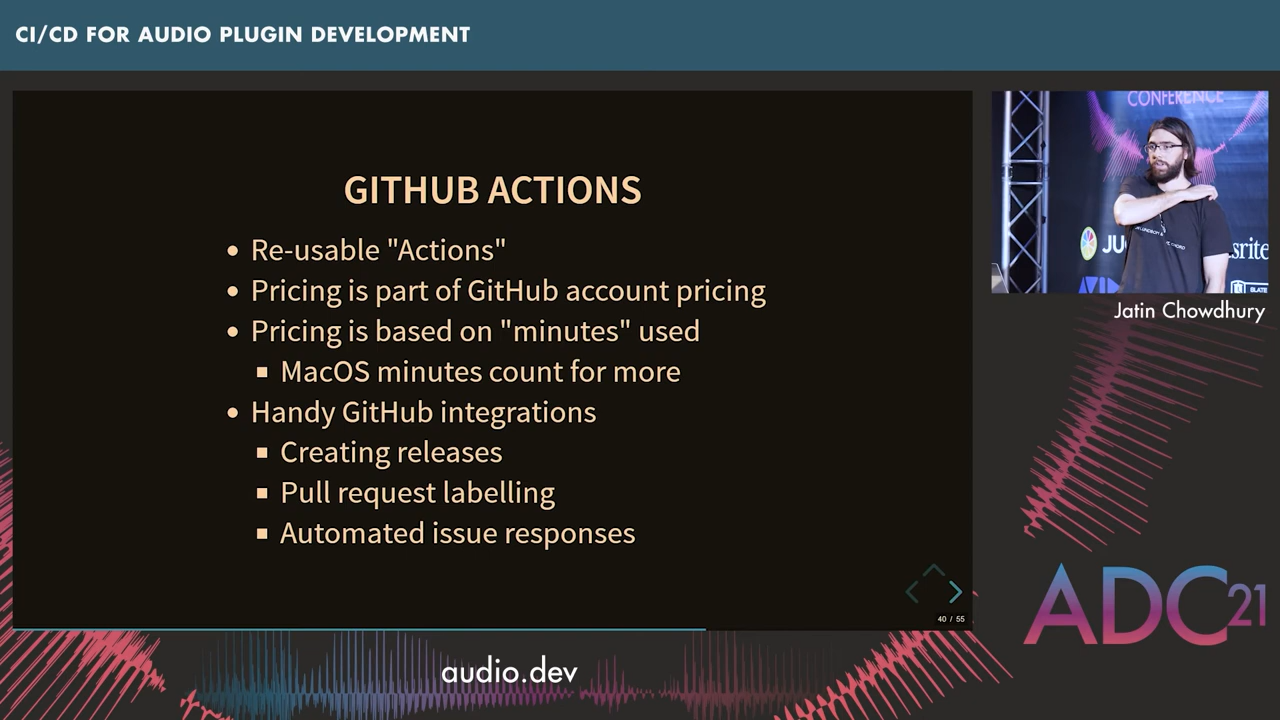 CI/CD FOR AUDIO PLUGIN DEVELOPMENT
GITHUB ACTIONS
Re-usable "Actions"
Pricing is part of GitHub account pricing
Pricing is based on "minutes" used
MacOS minutes count for more
Handy GitHub integrations
Creating releases
Pull request labelling
Automated issue responses
40 / 55
CONFERENCE
JU
srite
Jatin Chowdhury
ADC21
audio.dev